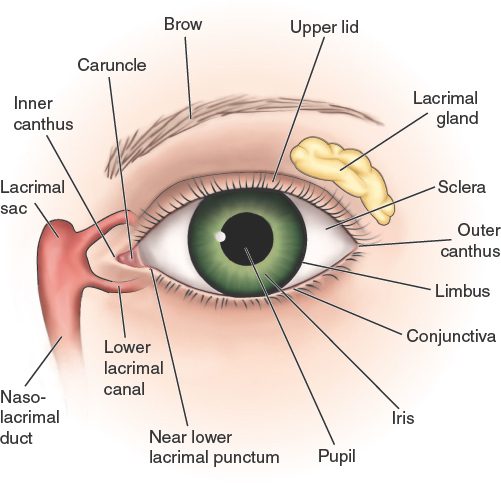 Brow
Upper lid
Caruncle
Inner
canthus
Lacrimal
gland
Lacrimal
sac
Sclera
Outer
canthus
Limbus
Conjunctiva
Lower
lacrimal
canal
Naso-
lacrimal
duct
Near lower
lacrimal punctum
Iris
Pupil